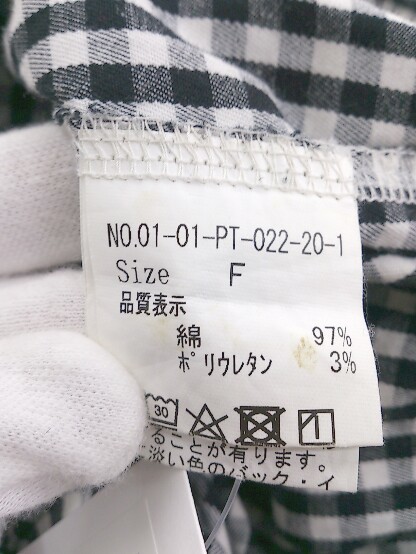 NO.01-01-PT-022-20-1
Size F
品質表示
綿 97%
ポリウレタン 3%
30
ることが有ります。
淡い色のバック・イ